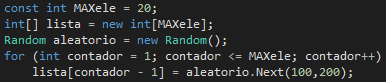 const int MAXele = 20;
int[] lista = new int[MAXele];
Random aleatorio = new Random();
for (int contador = 1; contador <= MAXele; contador++)
    lista[contador - 1] = aleatorio.Next(100,200);